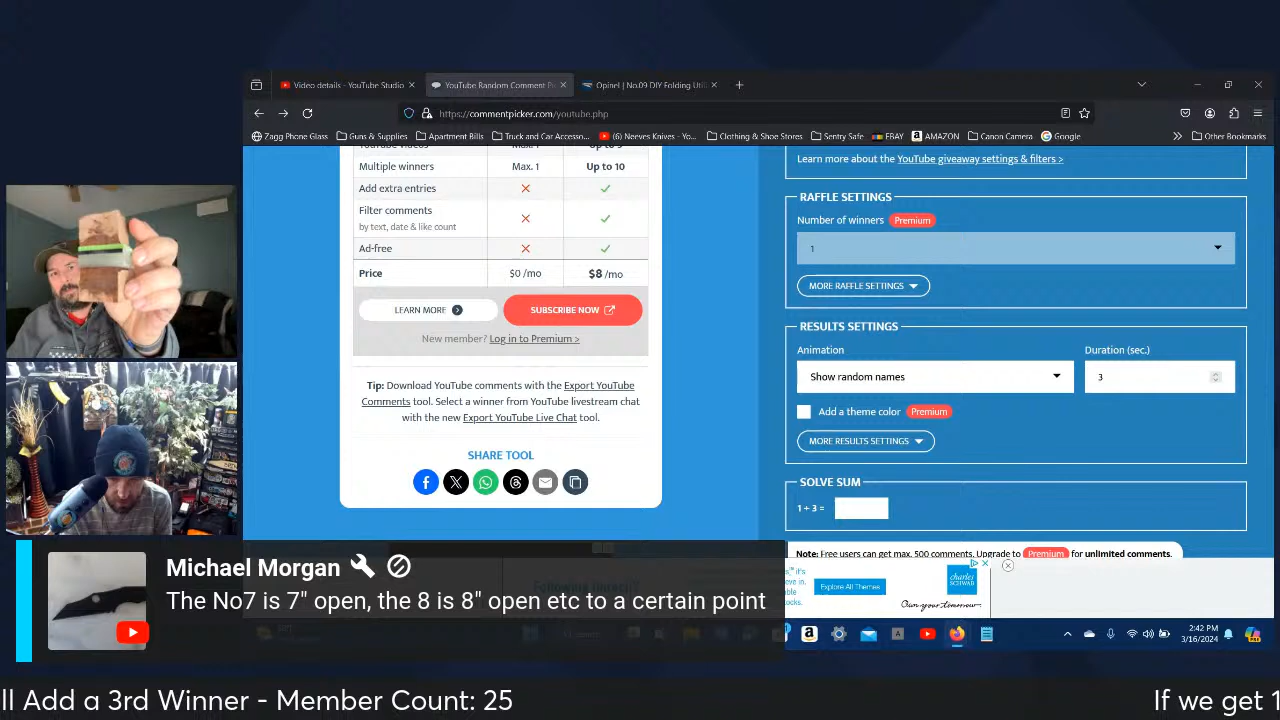 Video details - YouTube Studio
YouTube Random Comment P
Opinel | No.09 DIY Folding Util
https://commentpicker.com/youtube.php
Zagg Phone Glass
Guns & Supplies
Apartment Bills
Truck and Car Accesso...
(6) Neeves Knives - Yo...
Clothing & Shoe Stores
Sentry Safe
EBAY
AMAZON
Canon Camera
Google
Other Bookmarks
Multiple winners Max. 1 Up to 10
Add extra entries
Filter comments
by text, date & like count
Ad-free
Price $0 /mo $8 /mo
LEARN MORE
SUBSCRIBE NOW
New member? Log in to Premium >
Tip: Download YouTube comments with the Export YouTube
Comments tool. Select a winner from YouTube livestream chat
with the new Export YouTube Live Chat tool.
SHARE TOOL
Learn more about the YouTube giveaway settings & filters >
RAFFLE SETTINGS
Number of winners Premium
1
MORE RAFFLE SETTINGS
RESULTS SETTINGS
Animation Duration (sec.)
Show random names 3
Add a theme color Premium
MORE RESULTS SETTINGS
SOLVE SUM
1 + 3 =
Note: Free users can get max. 500 comments. Upgrade to Premium for unlimited comments.
Explore All Themes
charles
SCHWAB
Own your tomorrow
2:42 PM
3/16/2024
Michael Morgan
The No7 is 7" open, the 8 is 8" open etc to a certain point
ll Add a 3rd Winner - Member Count: 25
If we get 1